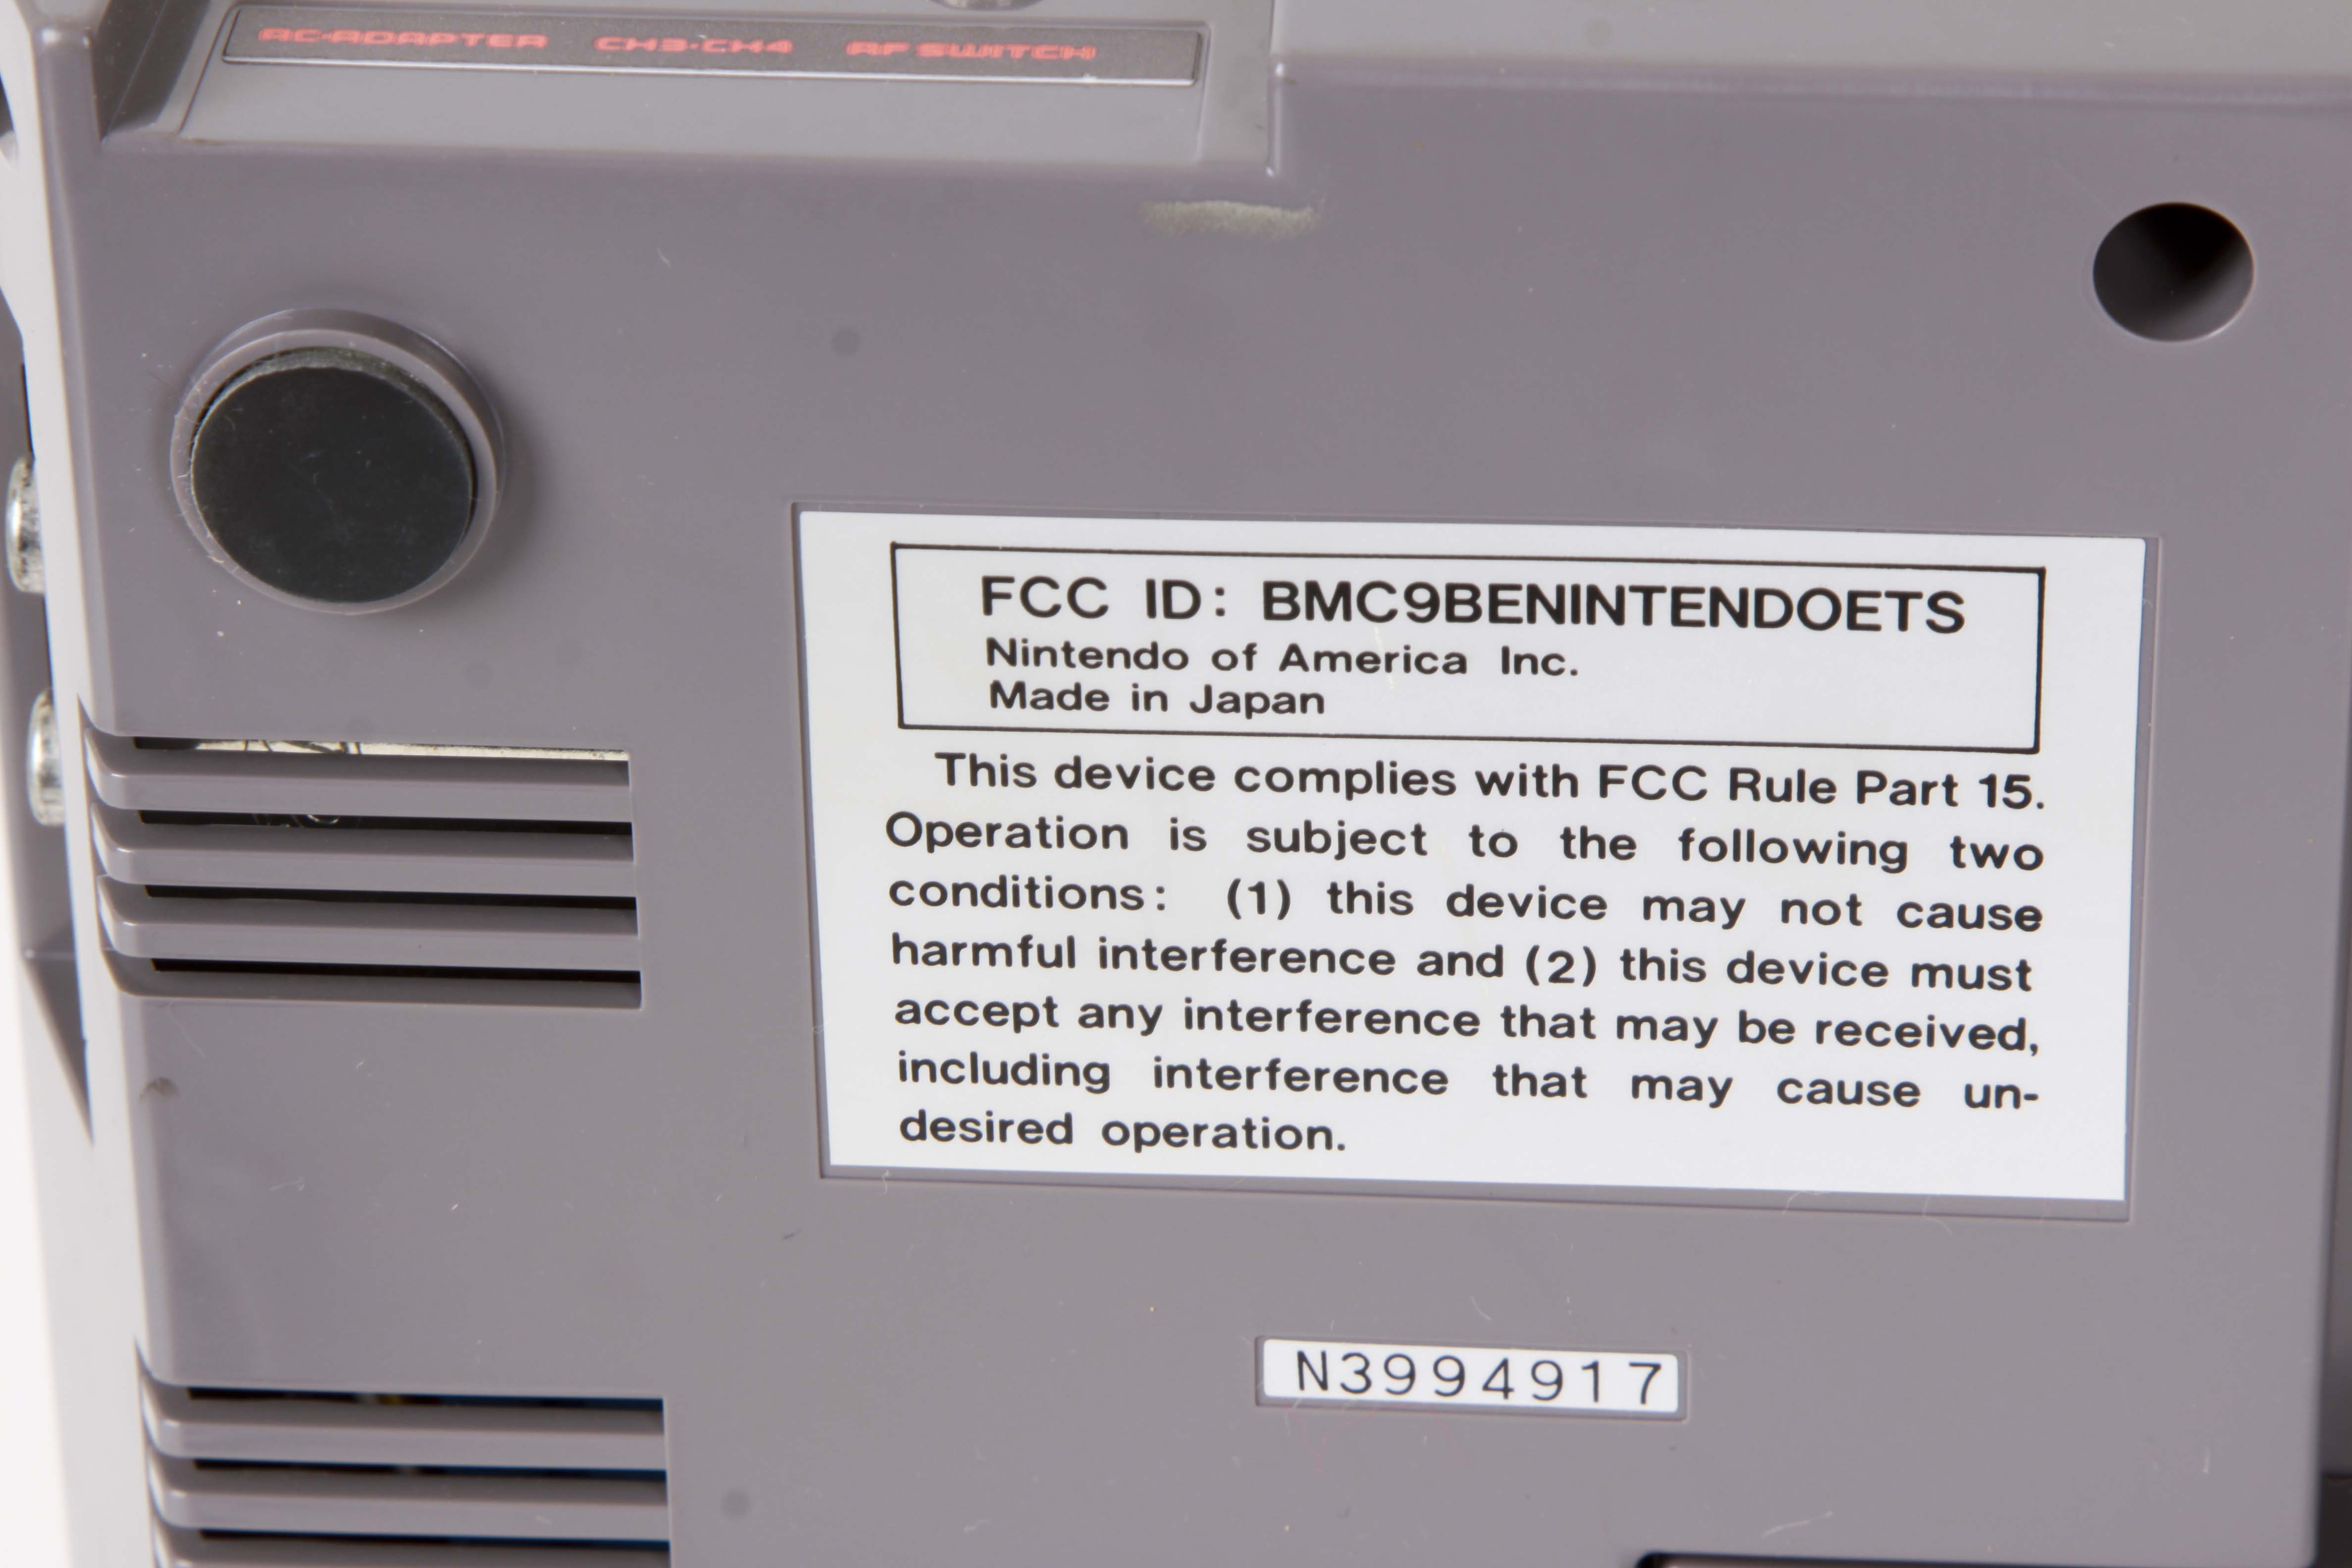 AC·ADAPTER CH3·CH4 RF SWITCH
FCC ID: BMC9BENINTENDOETS
Nintendo of America Inc.
Made in Japan
This device complies with FCC Rule Part 15.
Operation is subject to the following two
conditions: (1) this device may not cause
harmful interference and (2) this device must
accept any interference that may be received,
including interference that may cause un-
desired operation.
N3994917